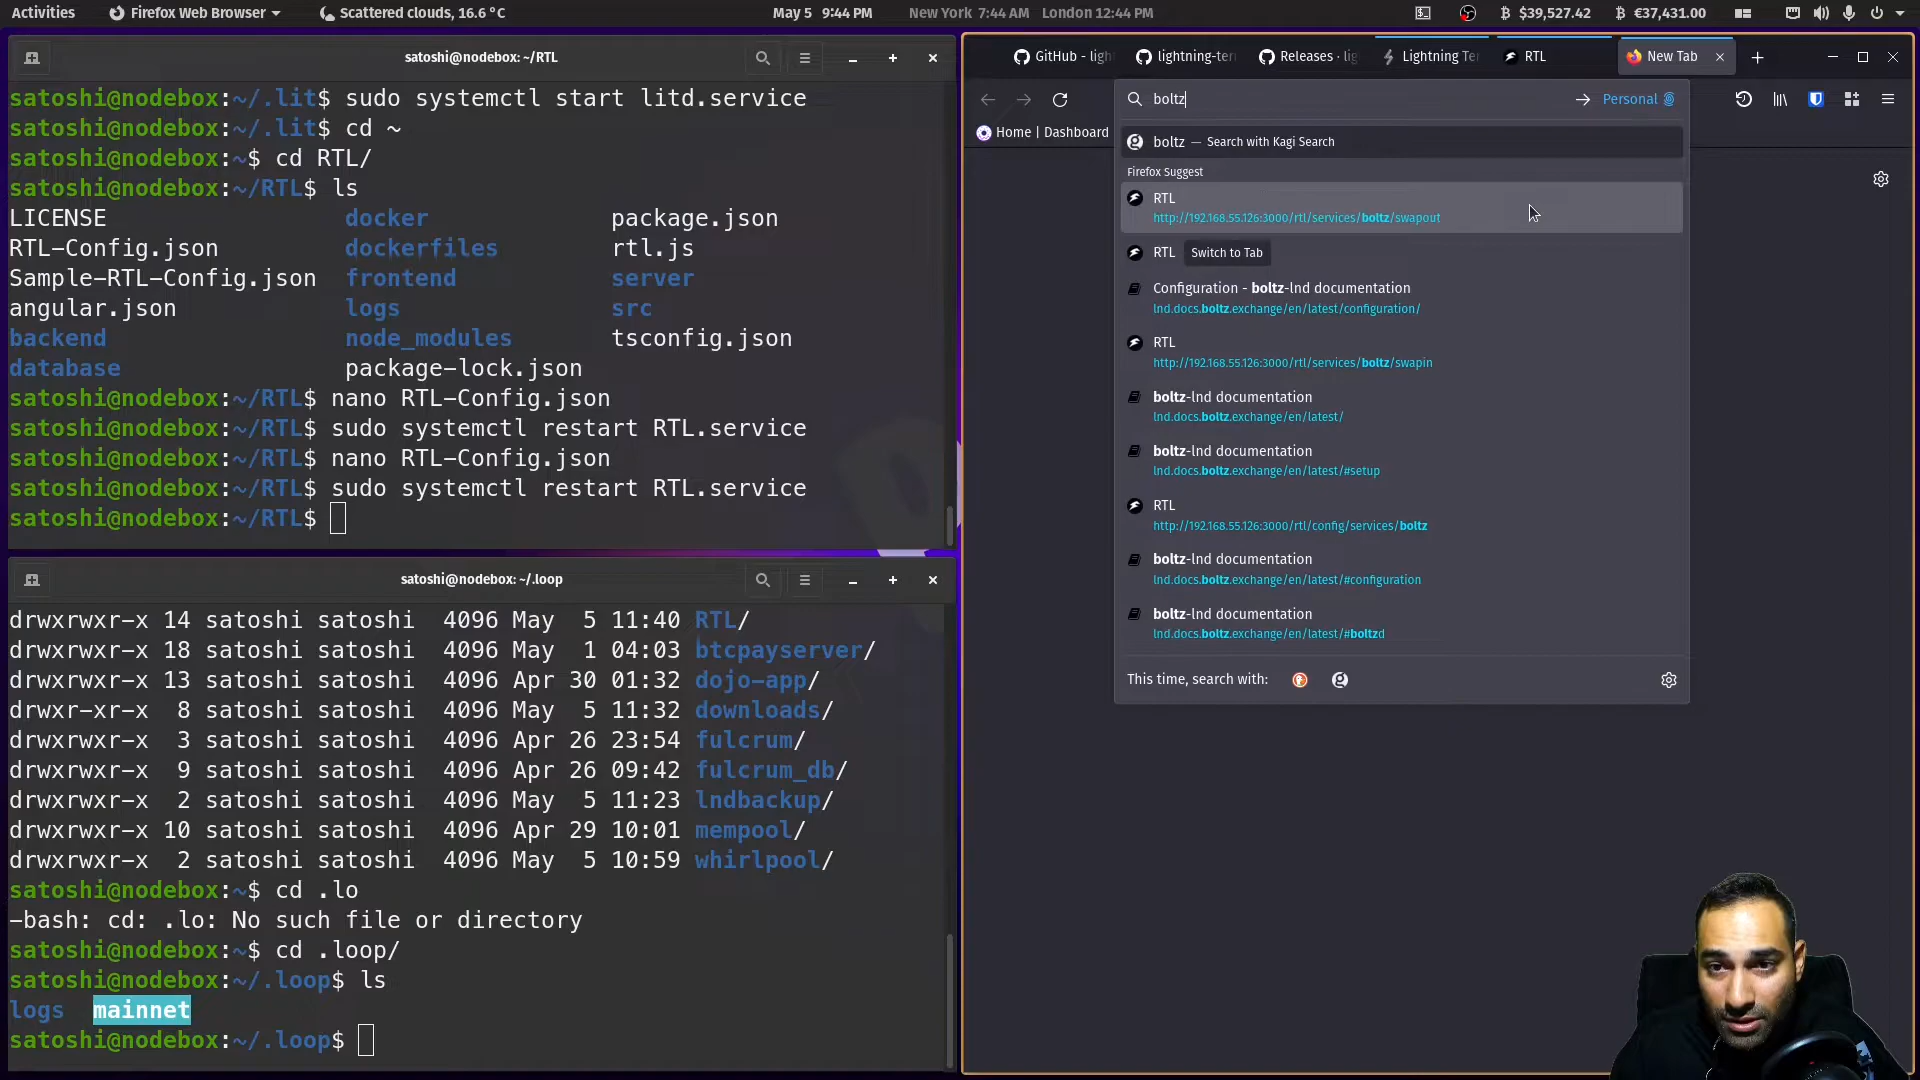 Activities
Firefox Web Browser
Scattered clouds, 16.6 °C
May 5  9:44 PM
New York 7:44 AM  London 12:44 PM
$39,527.42
€37,431.00
satoshi@nodebox: ~/RTL
satoshi@nodebox:~/.lit$ sudo systemctl start litd.service
satoshi@nodebox:~/.lit$ cd ~
satoshi@nodebox:~$ cd RTL/
satoshi@nodebox:~/RTL$ ls
LICENSE docker package.json
RTL-Config.json dockerfiles rtl.js
Sample-RTL-Config.json frontend server
angular.json logs src
backend node_modules tsconfig.json
database package-lock.json
satoshi@nodebox:~/RTL$ nano RTL-Config.json
satoshi@nodebox:~/RTL$ sudo systemctl restart RTL.service
satoshi@nodebox:~/RTL$ nano RTL-Config.json
satoshi@nodebox:~/RTL$ sudo systemctl restart RTL.service
satoshi@nodebox:~/RTL$
satoshi@nodebox: ~/.loop
drwxrwxr-x 14 satoshi satoshi 4096 May 5 11:40 RTL/
drwxrwxr-x 18 satoshi satoshi 4096 May 1 04:03 btcpayserver/
drwxrwxr-x 13 satoshi satoshi 4096 Apr 30 01:32 dojo-app/
drwxr-xr-x 8 satoshi satoshi 4096 May 5 11:32 downloads/
drwxrwxr-x 3 satoshi satoshi 4096 Apr 26 23:54 fulcrum/
drwxrwxr-x 9 satoshi satoshi 4096 Apr 26 09:42 fulcrum_db/
drwxrwxr-x 2 satoshi satoshi 4096 May 5 11:23 lndbackup/
drwxrwxr-x 10 satoshi satoshi 4096 Apr 29 10:01 mempool/
drwxrwxr-x 2 satoshi satoshi 4096 May 5 10:59 whirlpool/
satoshi@nodebox:~$ cd .lo
-bash: cd: .lo: No such file or directory
satoshi@nodebox:~$ cd .loop/
satoshi@nodebox:~/.loop$ ls
logs mainnet
satoshi@nodebox:~/.loop$
GitHub - ligh
lightning-ter
Releases · lig
Lightning Te
RTL
New Tab
boltz
Personal
Home | Dashboard
boltz — Search with Kagi Search
Firefox Suggest
RTL
http://192.168.55.126:3000/rtl/services/boltz/swapout
RTL Switch to Tab
Configuration - boltz-lnd documentation
lnd.docs.boltz.exchange/en/latest/configuration/
RTL
http://192.168.55.126:3000/rtl/services/boltz/swapin
boltz-lnd documentation
lnd.docs.boltz.exchange/en/latest/
boltz-lnd documentation
lnd.docs.boltz.exchange/en/latest/#setup
RTL
http://192.168.55.126:3000/rtl/config/services/boltz
boltz-lnd documentation
lnd.docs.boltz.exchange/en/latest/#configuration
boltz-lnd documentation
lnd.docs.boltz.exchange/en/latest/#boltzd
This time, search with: